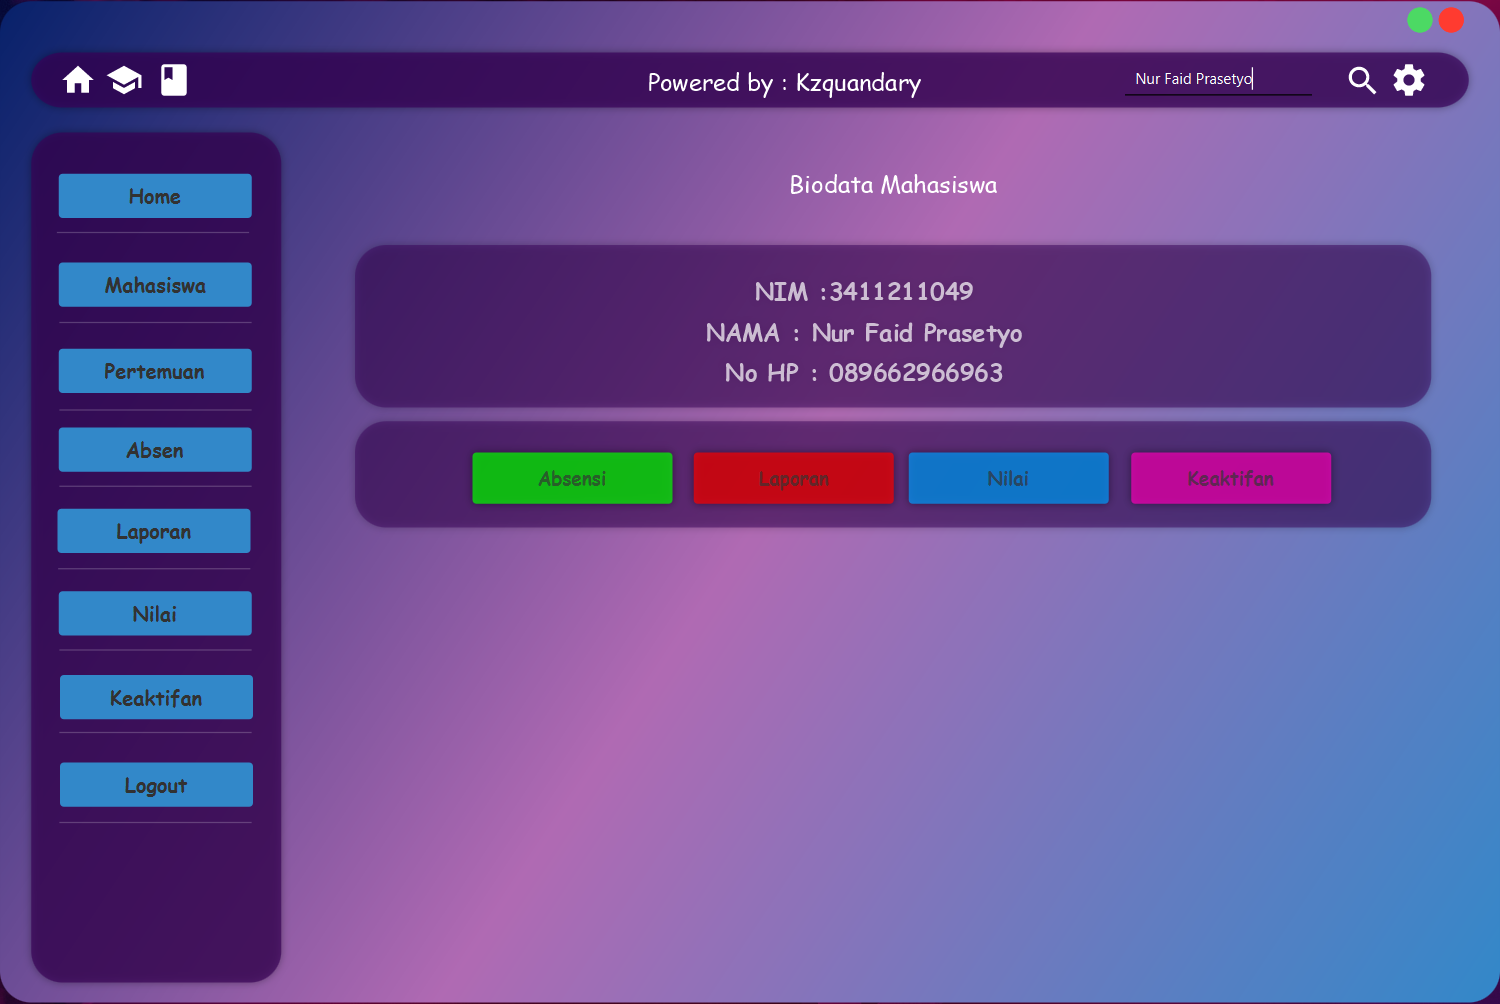 Powered by : Kzquandary
Nur Faid Prasetyo
Home
Mahasiswa
Pertemuan
Absen
Laporan
Nilai
Keaktifan
Logout
Biodata Mahasiswa
NIM :3411211049
NAMA : Nur Faid Prasetyo
No HP : 089662966963
Absensi
Laporan
Nilai
Keaktifan